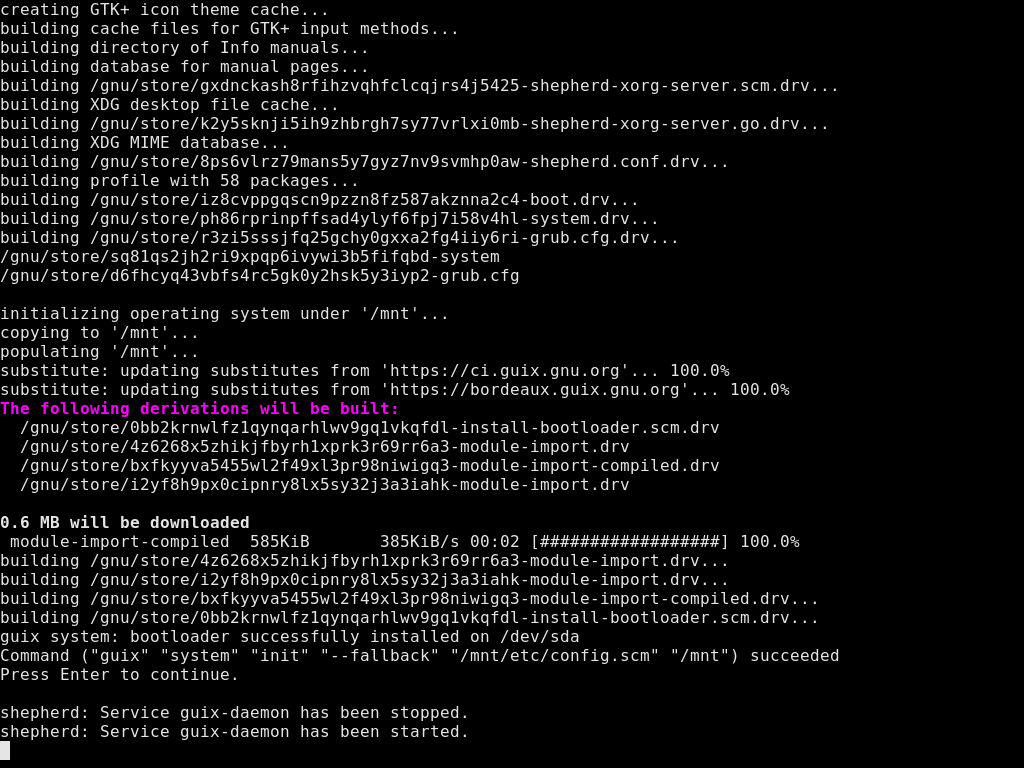 creating GTK+ icon theme cache...
building cache files for GTK+ input methods...
building directory of Info manuals...
building database for manual pages...
building /gnu/store/gxdnckash8rfihzvqhfclcqjrs4j5425-shepherd-xorg-server.scm.drv...
building XDG desktop file cache...
building /gnu/store/k2y5sknji5ih9zhbrgh7sy77vrlxi0mb-shepherd-xorg-server.go.drv...
building XDG MIME database...
building /gnu/store/8ps6vlrz79mans5y7gyz7nv9svmhp0aw-shepherd.conf.drv...
building profile with 58 packages...
building /gnu/store/iz8cvppgqscn9pzzn8fz587akznna2c4-boot.drv...
building /gnu/store/ph86rprinpffsad4ylyf6fpj7i58v4hl-system.drv...
building /gnu/store/r3zi5sssjfq25gchy0gxxa2fg4iiy6ri-grub.cfg.drv...
/gnu/store/sq81qs2jh2ri9xpqp6ivywi3b5fifqbd-system
/gnu/store/d6fhcyq43vbfs4rc5gk0y2hsk5y3iyp2-grub.cfg
initializing operating system under '/mnt'...
copying to '/mnt'...
populating '/mnt'...
substitute: updating substitutes from 'https://ci.guix.gnu.org'... 100.0%
substitute: updating substitutes from 'https://bordeaux.guix.gnu.org'... 100.0%
The following derivations will be built:
  /gnu/store/0bb2krnwlfz1qynqarhlwv9gq1vkqfdl-install-bootloader.scm.drv
  /gnu/store/4z6268x5zhikjfbyrh1xprk3r69rr6a3-module-import.drv
  /gnu/store/bxfkyyva5455wl2f49xl3pr98niwigq3-module-import-compiled.drv
  /gnu/store/i2yf8h9px0cipnry8lx5sy32j3a3iahk-module-import.drv
0.6 MB will be downloaded
 module-import-compiled  585KiB       385KiB/s 00:02 [##################] 100.0%
building /gnu/store/4z6268x5zhikjfbyrh1xprk3r69rr6a3-module-import.drv...
building /gnu/store/i2yf8h9px0cipnry8lx5sy32j3a3iahk-module-import.drv...
building /gnu/store/bxfkyyva5455wl2f49xl3pr98niwigq3-module-import-compiled.drv...
building /gnu/store/0bb2krnwlfz1qynqarhlwv9gq1vkqfdl-install-bootloader.scm.drv...
guix system: bootloader successfully installed on /dev/sda
Command ("guix" "system" "init" "--fallback" "/mnt/etc/config.scm" "/mnt") succeeded
Press Enter to continue.
shepherd: Service guix-daemon has been stopped.
shepherd: Service guix-daemon has been started.